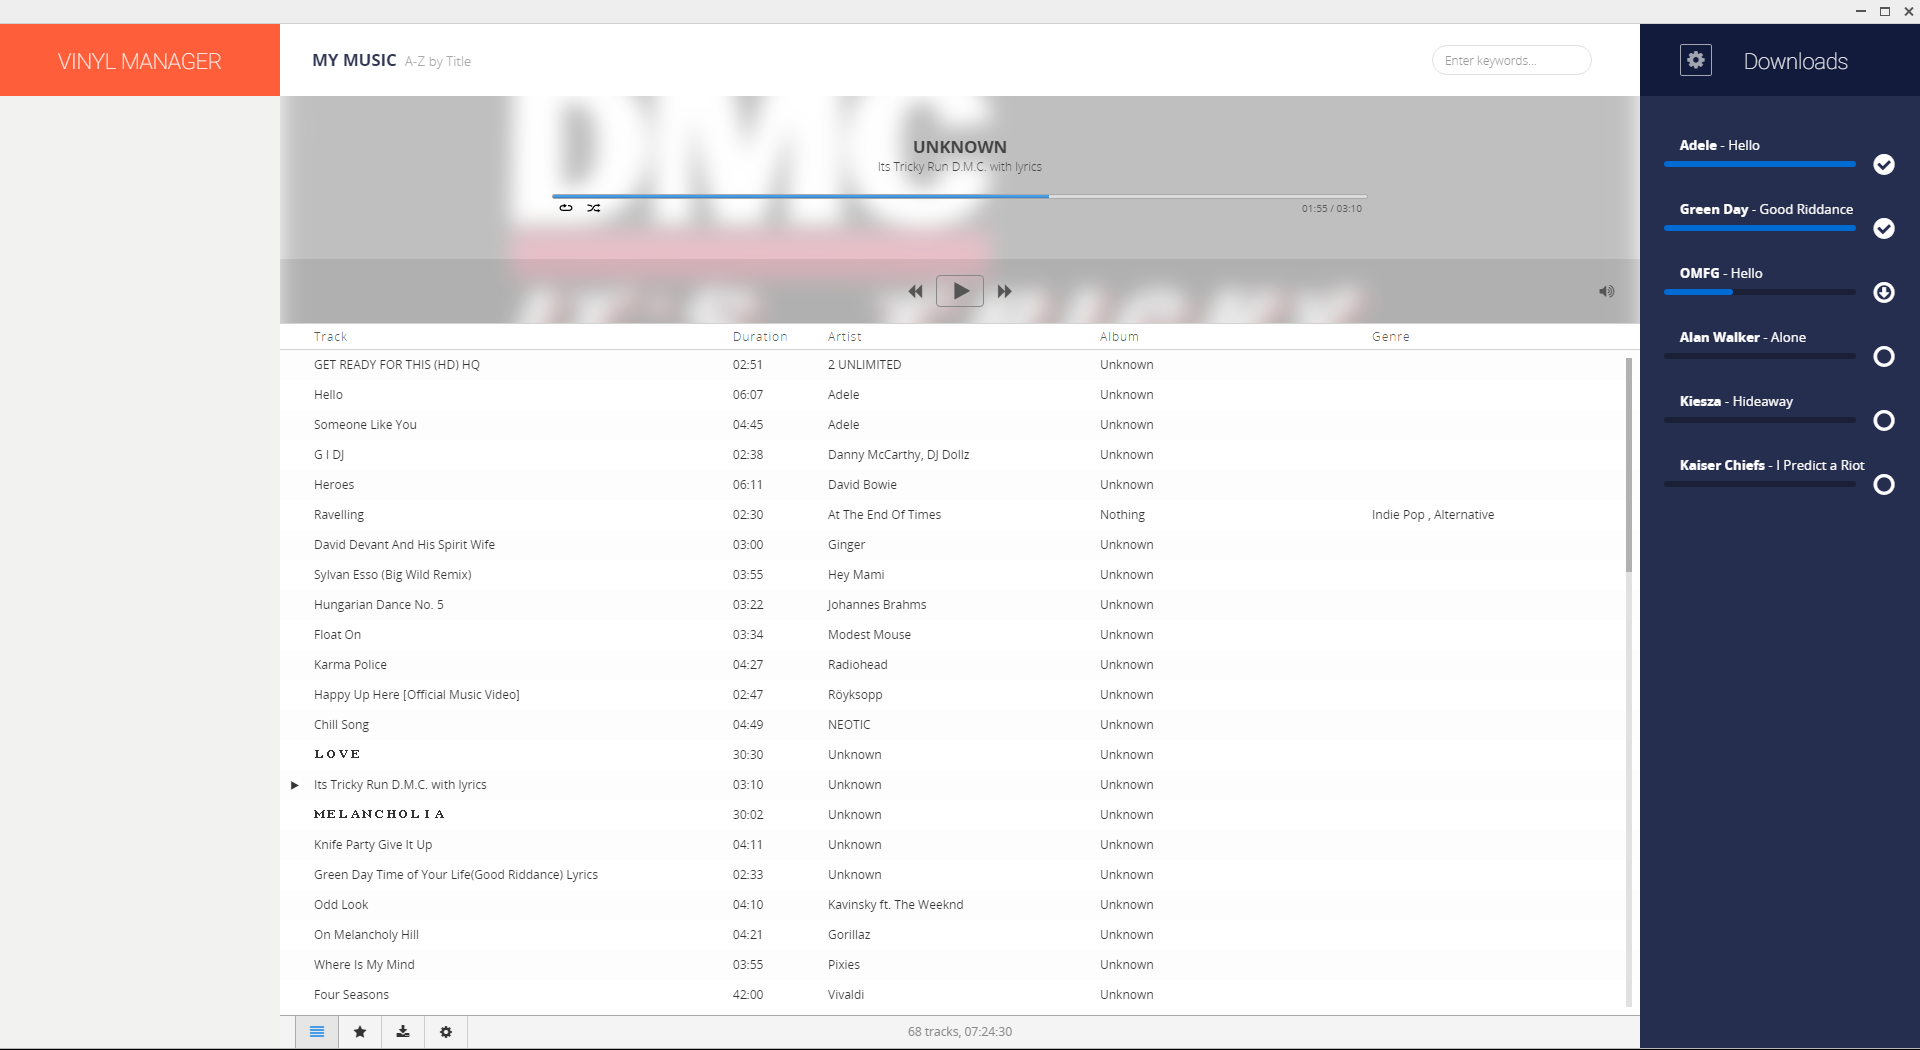 VINYL MANAGER
MY MUSIC A-Z by Title
Enter keywords...
Downloads
DMC
UNKNOWN
Its Tricky Run D.M.C. with lyrics
01:55 / 03:10
IT'S TRICKY
Track Duration Artist Album Genre
GET READY FOR THIS (HD) HQ 02:51 2 UNLIMITED Unknown
Hello 06:07 Adele Unknown
Someone Like You 04:45 Adele Unknown
G I DJ 02:38 Danny McCarthy, DJ Dollz Unknown
Heroes 06:11 David Bowie Unknown
Ravelling 02:30 At The End Of Times Nothing Indie Pop , Alternative
David Devant And His Spirit Wife 03:00 Ginger Unknown
Sylvan Esso (Big Wild Remix) 03:55 Hey Mami Unknown
Hungarian Dance No. 5 03:22 Johannes Brahms Unknown
Float On 03:34 Modest Mouse Unknown
Karma Police 04:27 Radiohead Unknown
Happy Up Here [Official Music Video] 02:47 Röyksopp Unknown
Chill Song 04:49 NEOTIC Unknown
LOVE 30:30 Unknown Unknown
Its Tricky Run D.M.C. with lyrics 03:10 Unknown Unknown
MELANCHOLIA 30:02 Unknown Unknown
Knife Party Give It Up 04:11 Unknown Unknown
Green Day Time of Your Life(Good Riddance) Lyrics 02:33 Unknown Unknown
Odd Look 04:10 Kavinsky ft. The Weeknd Unknown
On Melancholy Hill 04:21 Gorillaz Unknown
Where Is My Mind 03:55 Pixies Unknown
Four Seasons 42:00 Vivaldi Unknown
68 tracks, 07:24:30
Adele - Hello
Green Day - Good Riddance
OMFG - Hello
Alan Walker - Alone
Kiesza - Hideaway
Kaiser Chiefs - I Predict a Riot